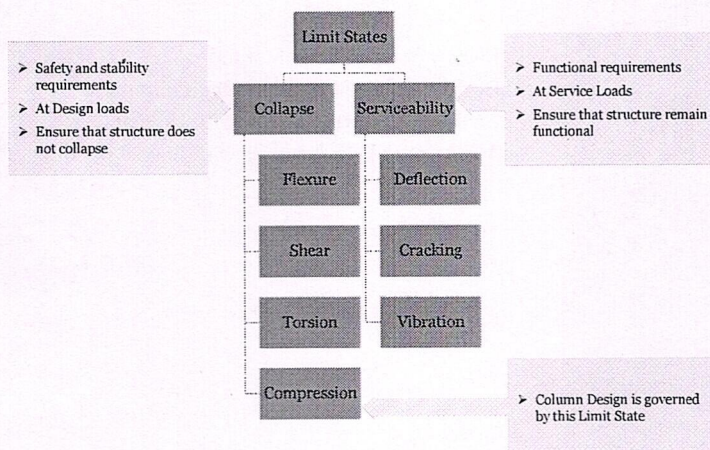 Limit States
➢ Safety and stability
requirements
➢ At Design loads
➢ Ensure that structure does
not collapse
➢ Functional requirements
➢ At Service Loads
➢ Ensure that structure remain
functional
Collapse
Serviceability
Flexure
Deflection
Shear
Cracking
Torsion
Vibration
Compression
➢ Column Design is governed
by this Limit State